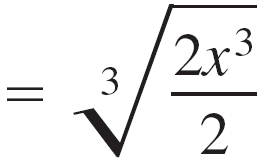 = ∛(2x³/2)